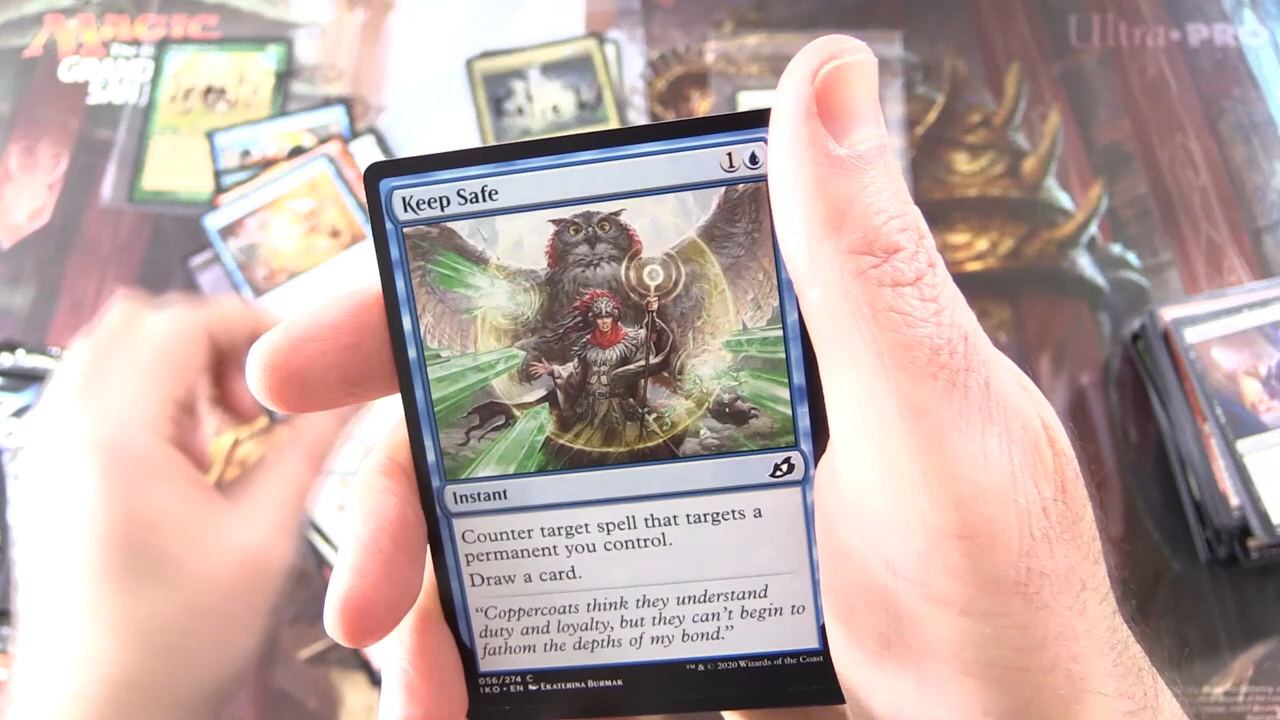 MAGIC
GRAND
Ultra•PRO
Keep Safe
1
Instant
Counter target spell that targets a
permanent you control.
Draw a card.
“Coppercoats think they understand
duty and loyalty, but they can’t begin to
fathom the depths of my bond.”
™ & © 2020 Wizards of the Coast
056/274 C
IKO • EN Ekaterina Burmak